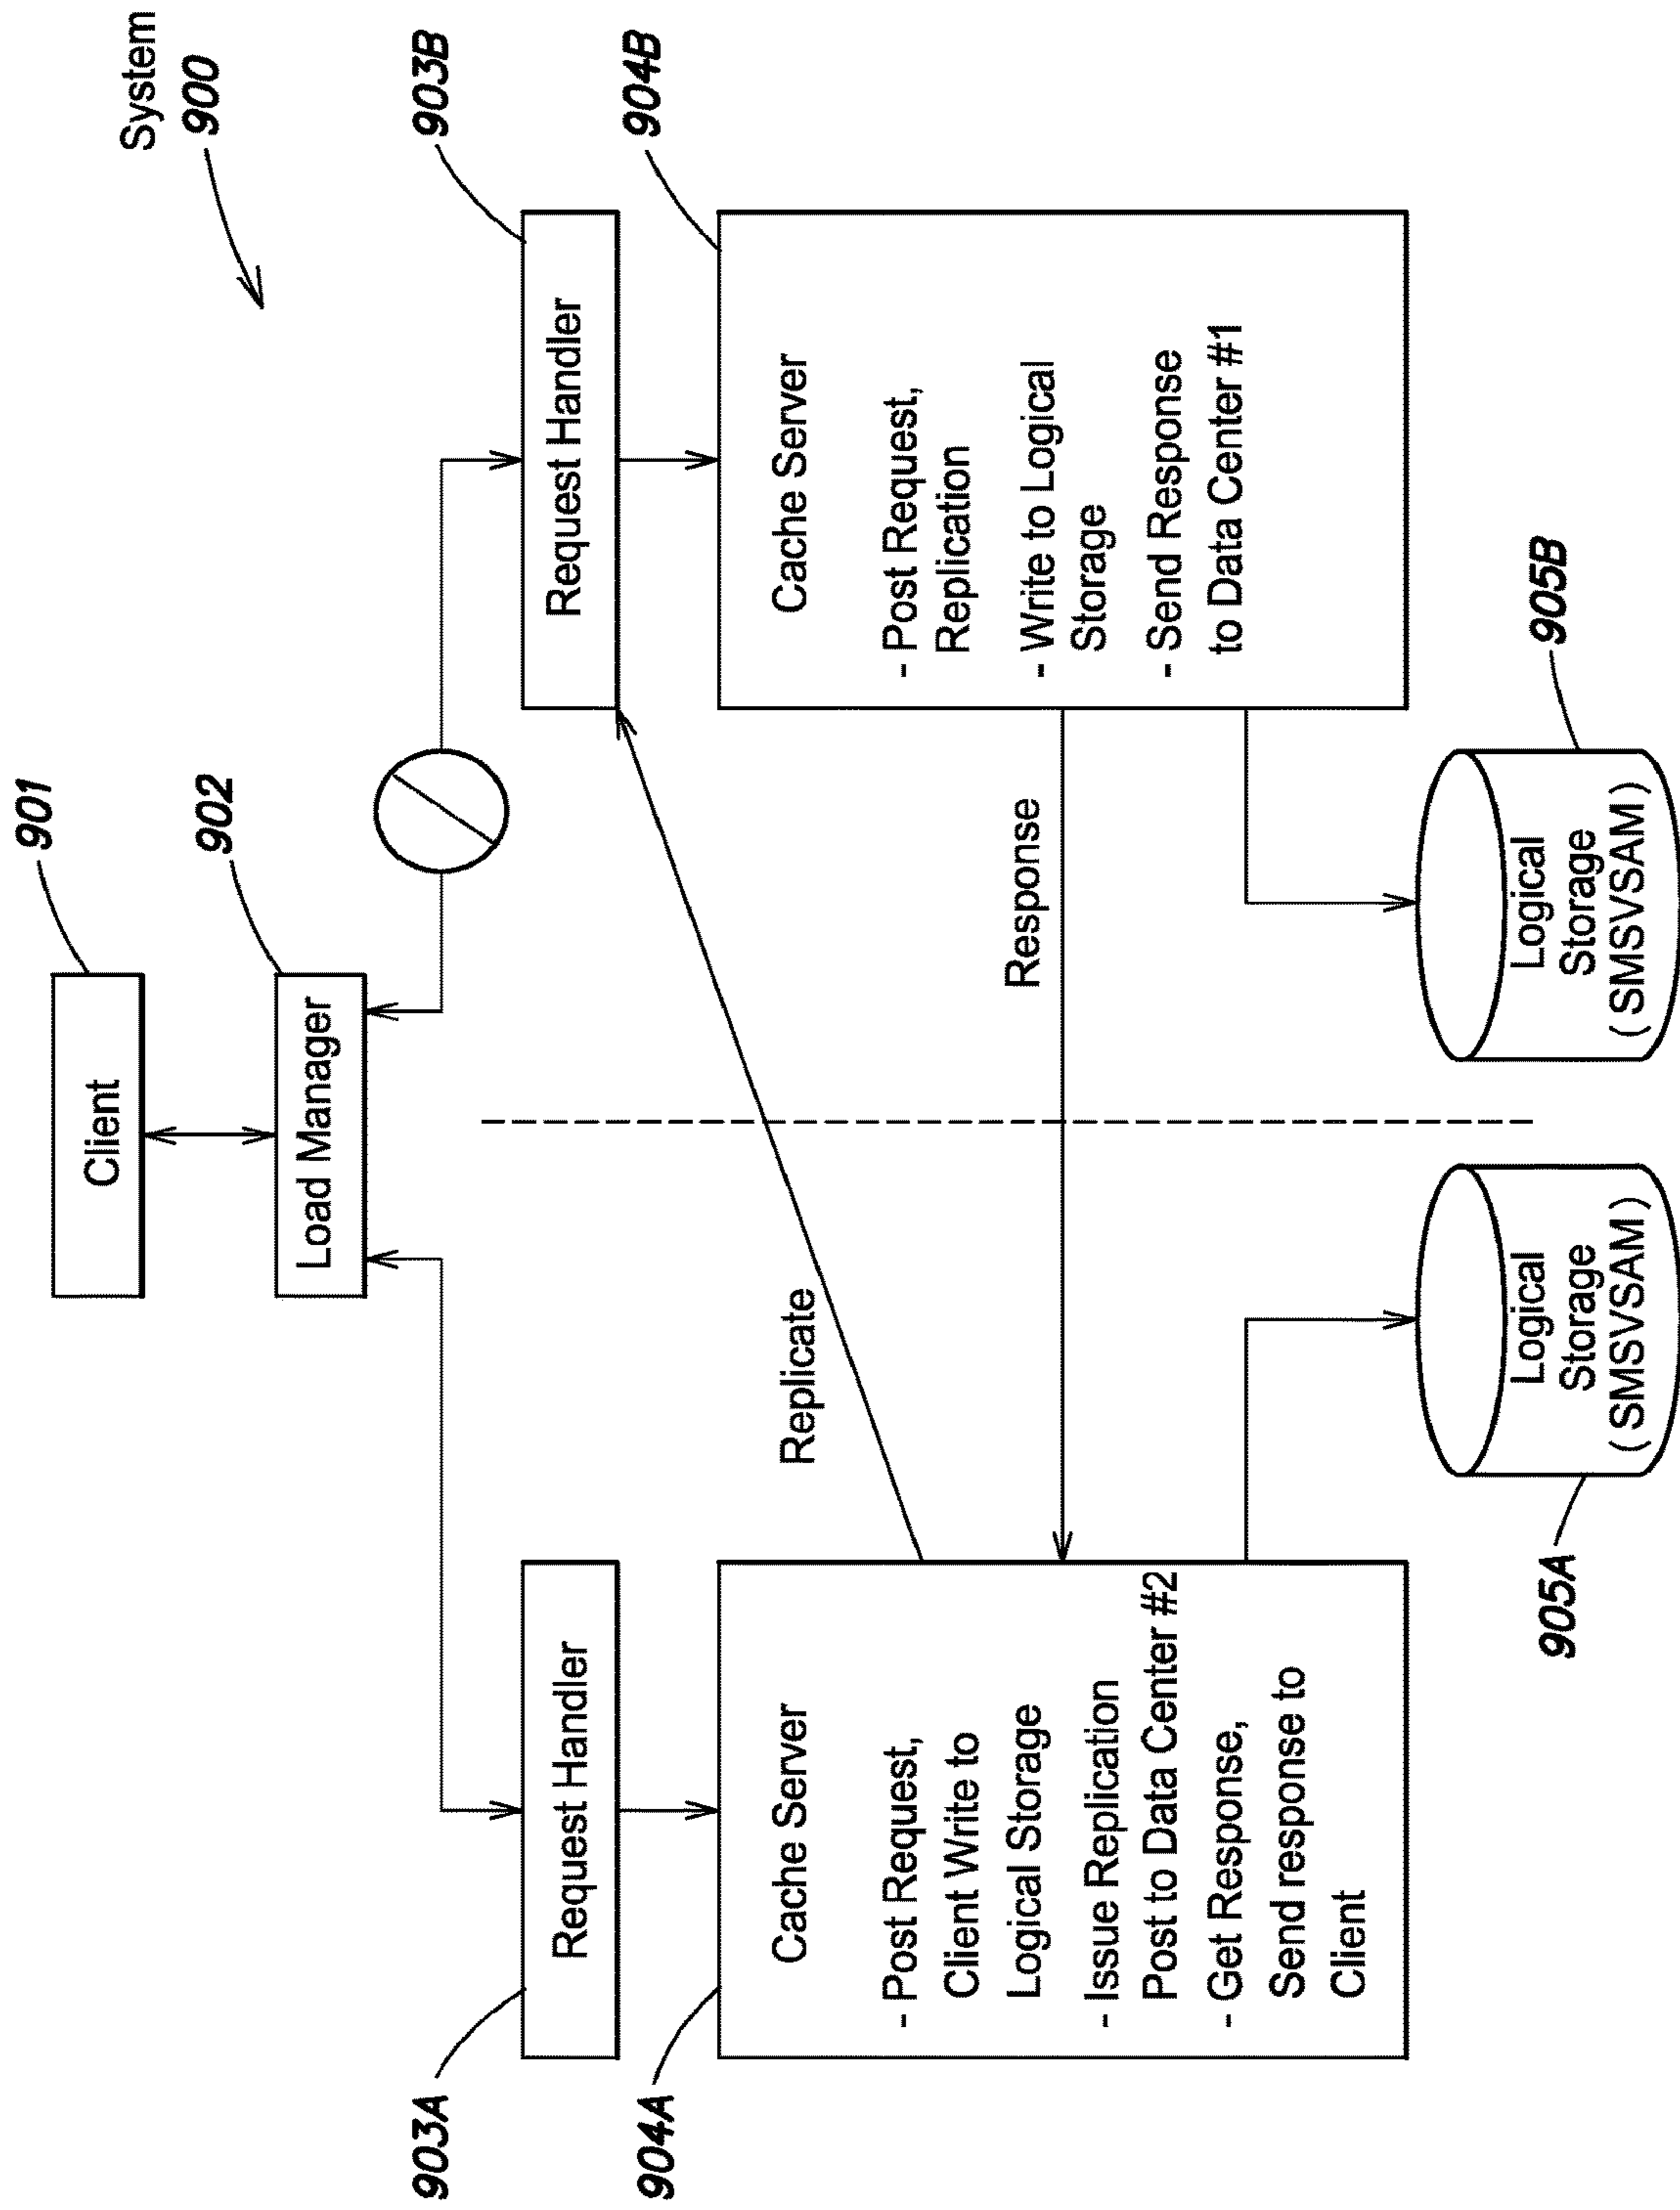 System
900
901
Client
902
Load Manager
903A
Request Handler
903B
Request Handler
904A
Cache Server
- Post Request,
Client Write to
Logical Storage
- Issue Replication
Post to Data Center #2
- Get Response,
Send response to
Client
Replicate
Response
904B
Cache Server
- Post Request,
Replication
- Write to Logical
Storage
- Send Response
to Data Center #1
905A
Logical
Storage
(SMSVSAM)
905B
Logical
Storage
(SMSVSAM)